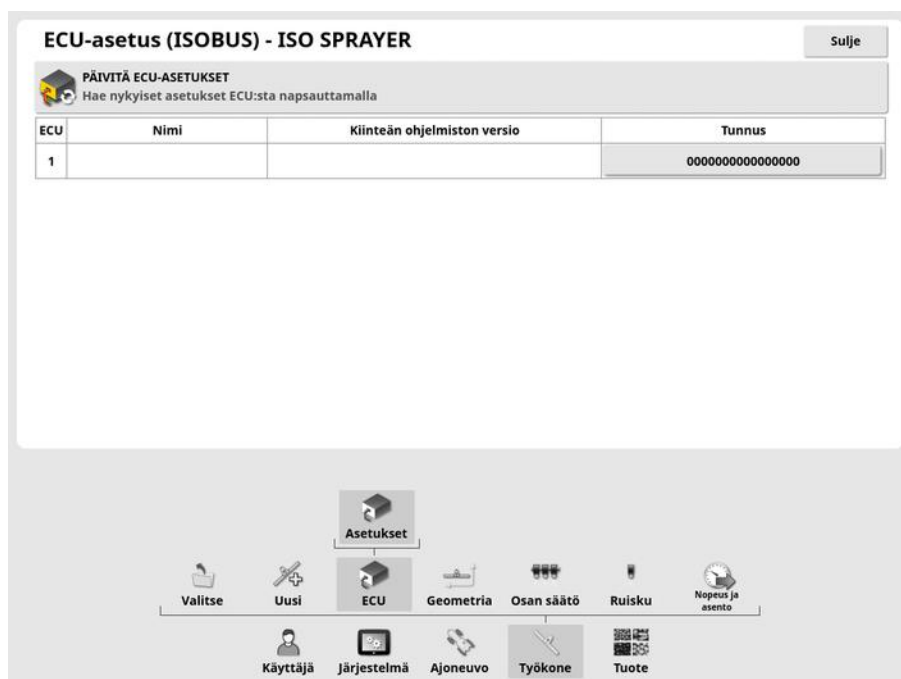 ECU-asetus (ISOBUS) - ISO SPRAYER
Sulje
PÄIVITÄ ECU-ASETUKSET
Hae nykyiset asetukset ECU:sta napsauttamalla
ECU Nimi Kiinteän ohjelmiston versio Tunnus
1 0000000000000000
Asetukset
Valitse Uusi ECU Geometria Osan säätö Ruisku Nopeus ja
asento
Käyttäjä Järjestelmä Ajoneuvo Työkone Tuote